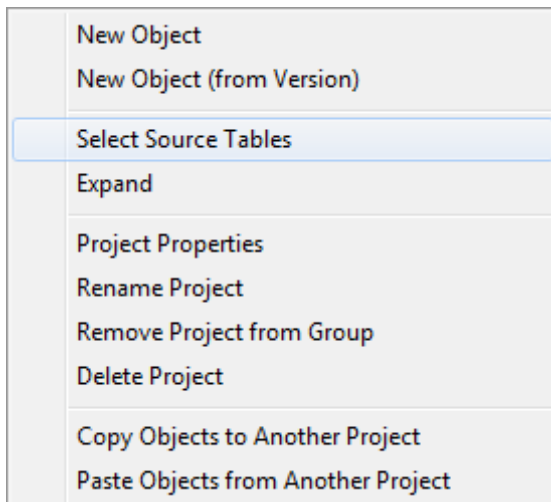 New Object
New Object (from Version)
Select Source Tables
Expand
Project Properties
Rename Project
Remove Project from Group
Delete Project
Copy Objects to Another Project
Paste Objects from Another Project